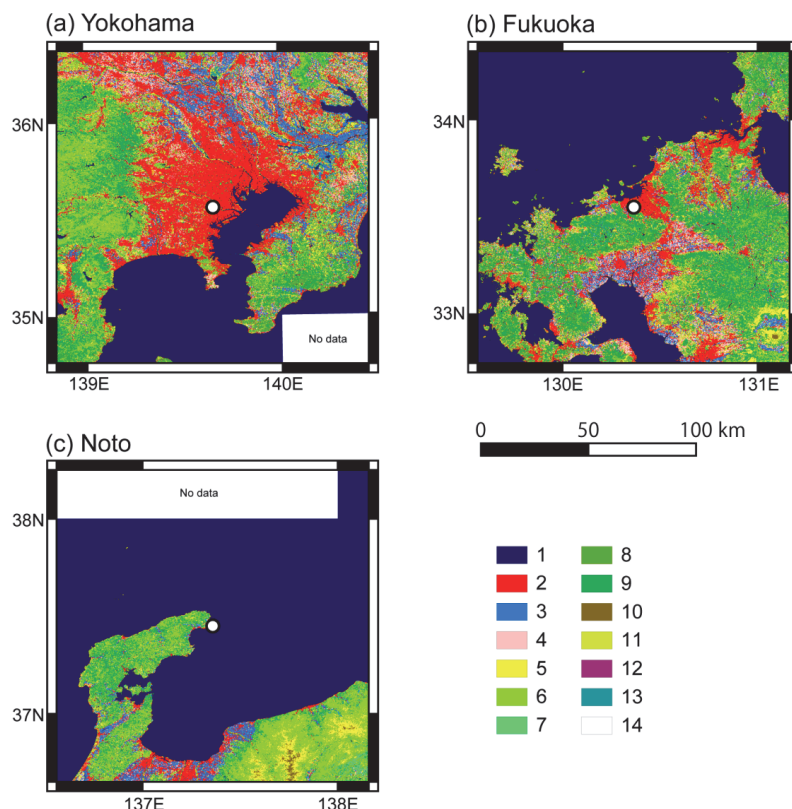 (a) Yokohama
36N
35N
No data
139E 140E
(b) Fukuoka
34N
33N
130E 131E
(c) Noto
No data
38N
37N
137E 138E
0 50 100 km
1 8
2 9
3 10
4 11
5 12
6 13
7 14